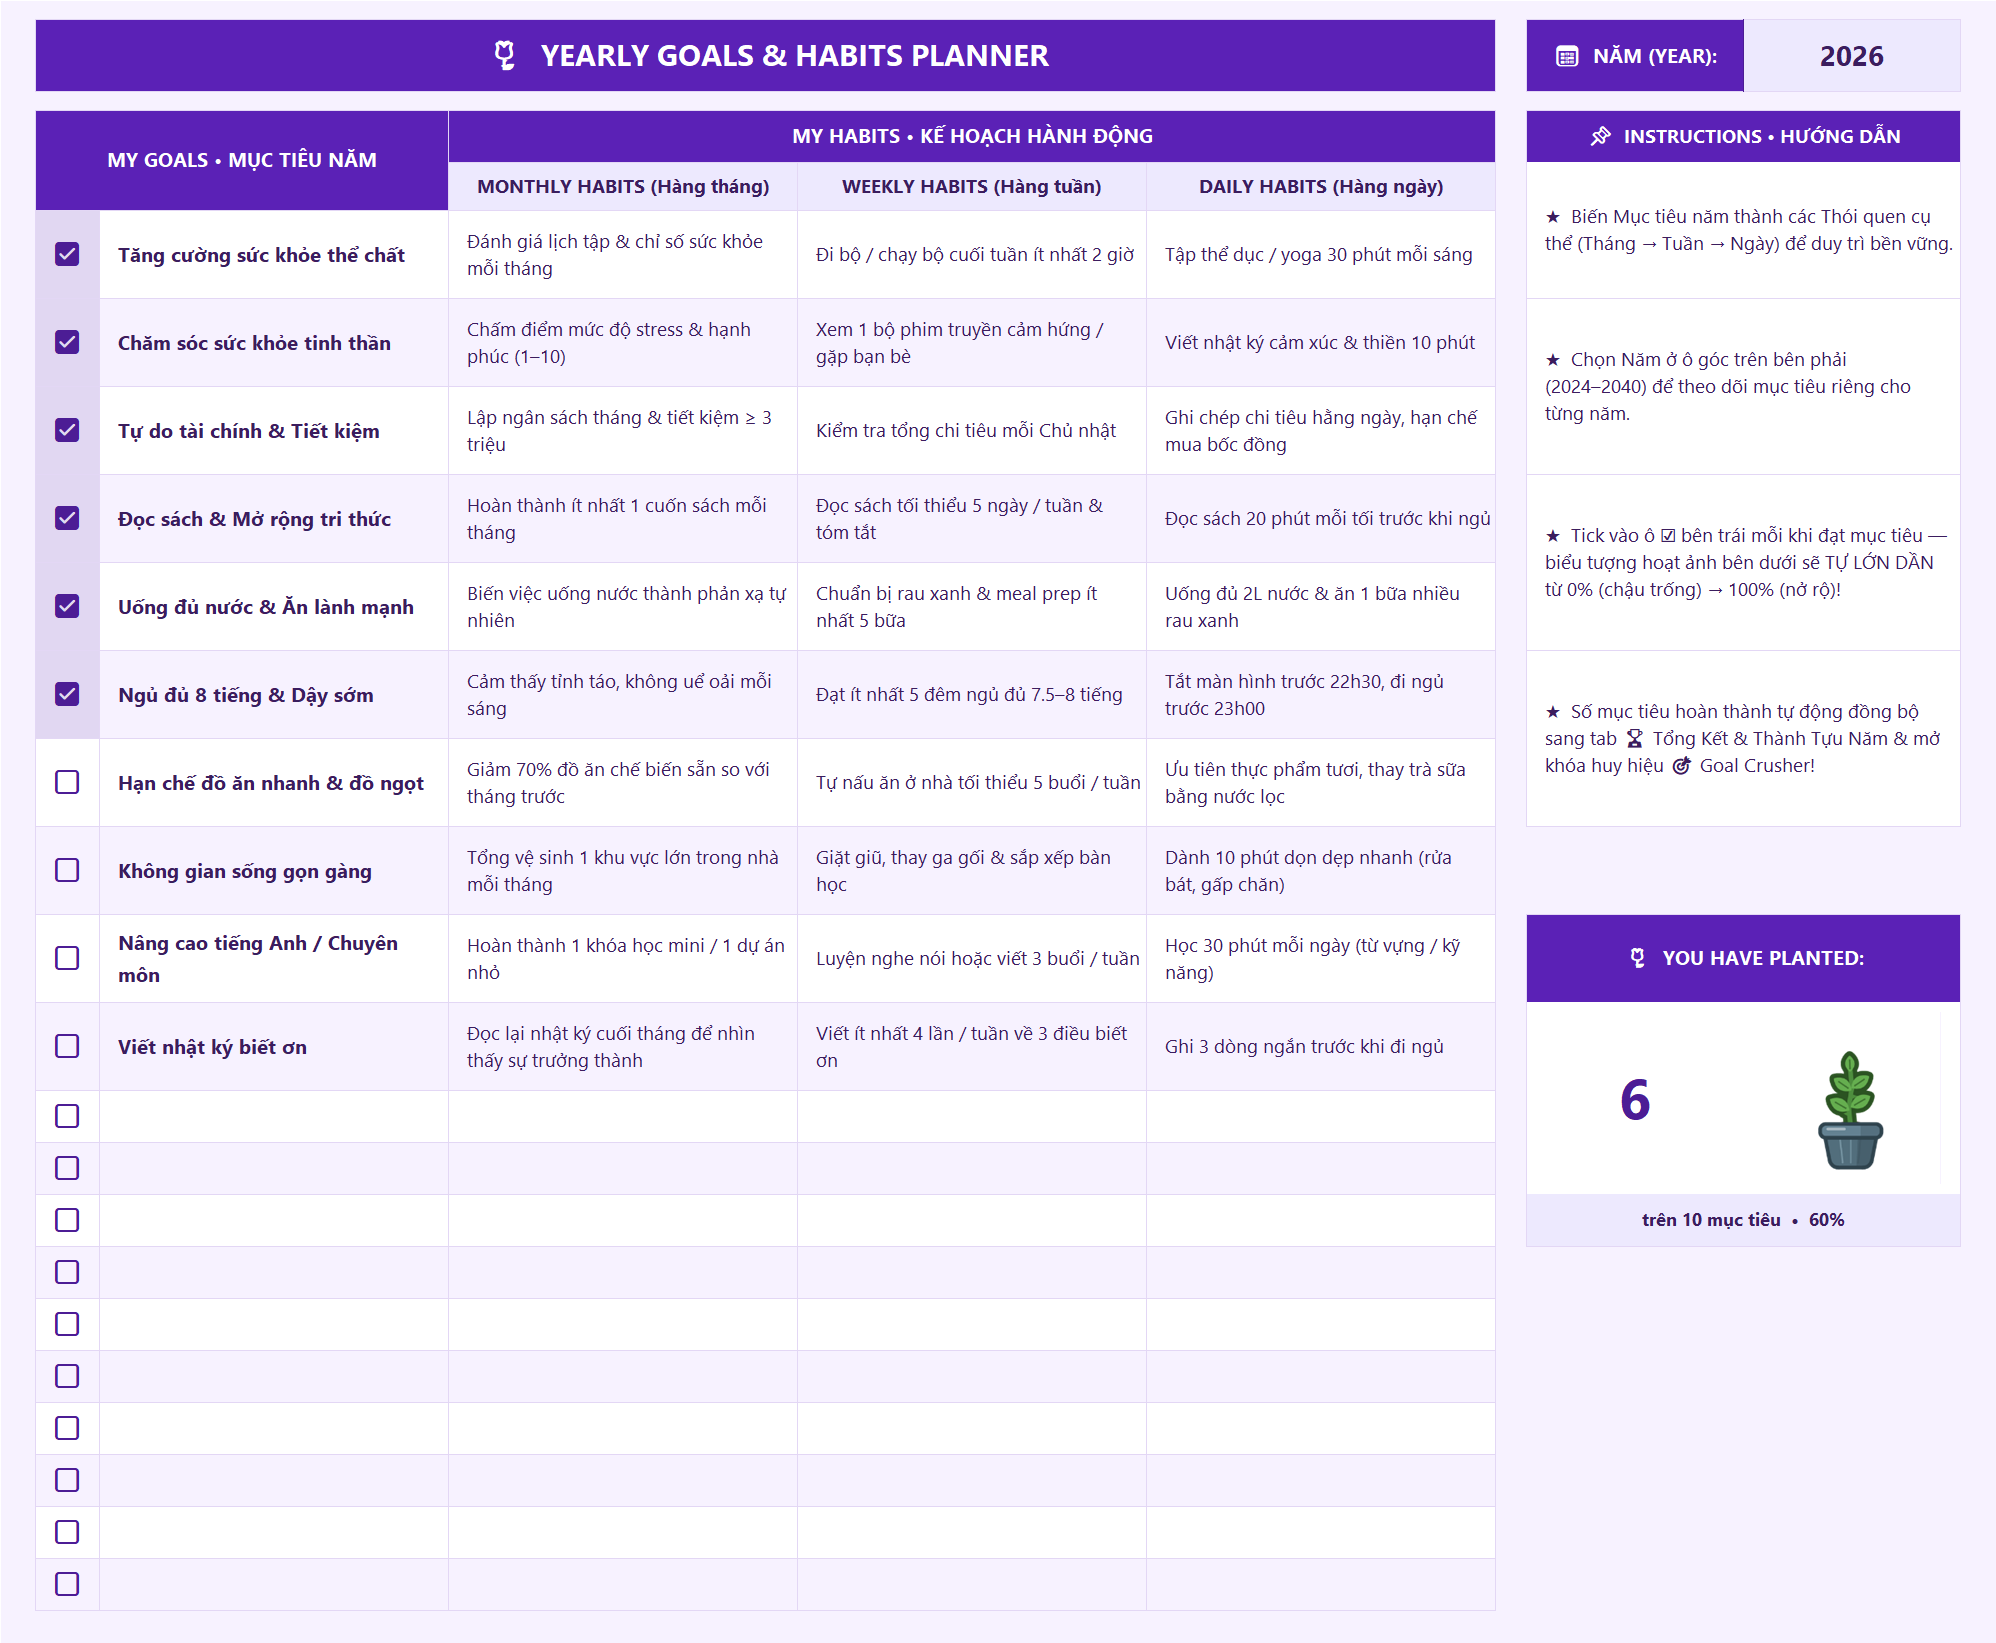 YEARLY GOALS & HABITS PLANNER
NĂM (YEAR):
2026
MY GOALS • MỤC TIÊU NĂM
MY HABITS • KẾ HOẠCH HÀNH ĐỘNG
MONTHLY HABITS (Hàng tháng)
WEEKLY HABITS (Hàng tuần)
DAILY HABITS (Hàng ngày)
Tăng cường sức khỏe thể chất
Đánh giá lịch tập & chỉ số sức khỏe
mỗi tháng
Đi bộ / chạy bộ cuối tuần ít nhất 2 giờ
Tập thể dục / yoga 30 phút mỗi sáng
Chăm sóc sức khỏe tinh thần
Chấm điểm mức độ stress & hạnh
phúc (1–10)
Xem 1 bộ phim truyền cảm hứng /
gặp bạn bè
Viết nhật ký cảm xúc & thiền 10 phút
Tự do tài chính & Tiết kiệm
Lập ngân sách tháng & tiết kiệm ≥ 3
triệu
Kiểm tra tổng chi tiêu mỗi Chủ nhật
Ghi chép chi tiêu hằng ngày, hạn chế
mua bốc đồng
Đọc sách & Mở rộng tri thức
Hoàn thành ít nhất 1 cuốn sách mỗi
tháng
Đọc sách tối thiểu 5 ngày / tuần &
tóm tắt
Đọc sách 20 phút mỗi tối trước khi ngủ
Uống đủ nước & Ăn lành mạnh
Biến việc uống nước thành phản xạ tự
nhiên
Chuẩn bị rau xanh & meal prep ít
nhất 5 bữa
Uống đủ 2L nước & ăn 1 bữa nhiều
rau xanh
Ngủ đủ 8 tiếng & Dậy sớm
Cảm thấy tỉnh táo, không uể oải mỗi
sáng
Đạt ít nhất 5 đêm ngủ đủ 7.5–8 tiếng
Tắt màn hình trước 22h30, đi ngủ
trước 23h00
Hạn chế đồ ăn nhanh & đồ ngọt
Giảm 70% đồ ăn chế biến sẵn so với
tháng trước
Tự nấu ăn ở nhà tối thiểu 5 buổi / tuần
Ưu tiên thực phẩm tươi, thay trà sữa
bằng nước lọc
Không gian sống gọn gàng
Tổng vệ sinh 1 khu vực lớn trong nhà
mỗi tháng
Giặt giũ, thay ga gối & sắp xếp bàn
học
Dành 10 phút dọn dẹp nhanh (rửa
bát, gấp chăn)
Nâng cao tiếng Anh / Chuyên
môn
Hoàn thành 1 khóa học mini / 1 dự án
nhỏ
Luyện nghe nói hoặc viết 3 buổi / tuần
Học 30 phút mỗi ngày (từ vựng / kỹ
năng)
Viết nhật ký biết ơn
Đọc lại nhật ký cuối tháng để nhìn
thấy sự trưởng thành
Viết ít nhất 4 lần / tuần về 3 điều biết
ơn
Ghi 3 dòng ngắn trước khi đi ngủ
INSTRUCTIONS • HƯỚNG DẪN
★ Biến Mục tiêu năm thành các Thói quen cụ
thể (Tháng → Tuần → Ngày) để duy trì bền vững.
★ Chọn Năm ở ô góc trên bên phải
(2024–2040) để theo dõi mục tiêu riêng cho
từng năm.
★ Tick vào ô ☑ bên trái mỗi khi đạt mục tiêu —
biểu tượng hoạt ảnh bên dưới sẽ TỰ LỚN DẦN
từ 0% (chậu trống) → 100% (nở rộ)!
★ Số mục tiêu hoàn thành tự động đồng bộ
sang tab 🏆 Tổng Kết & Thành Tựu Năm & mở
khóa huy hiệu 🎯 Goal Crusher!
YOU HAVE PLANTED:
6
trên 10 mục tiêu • 60%